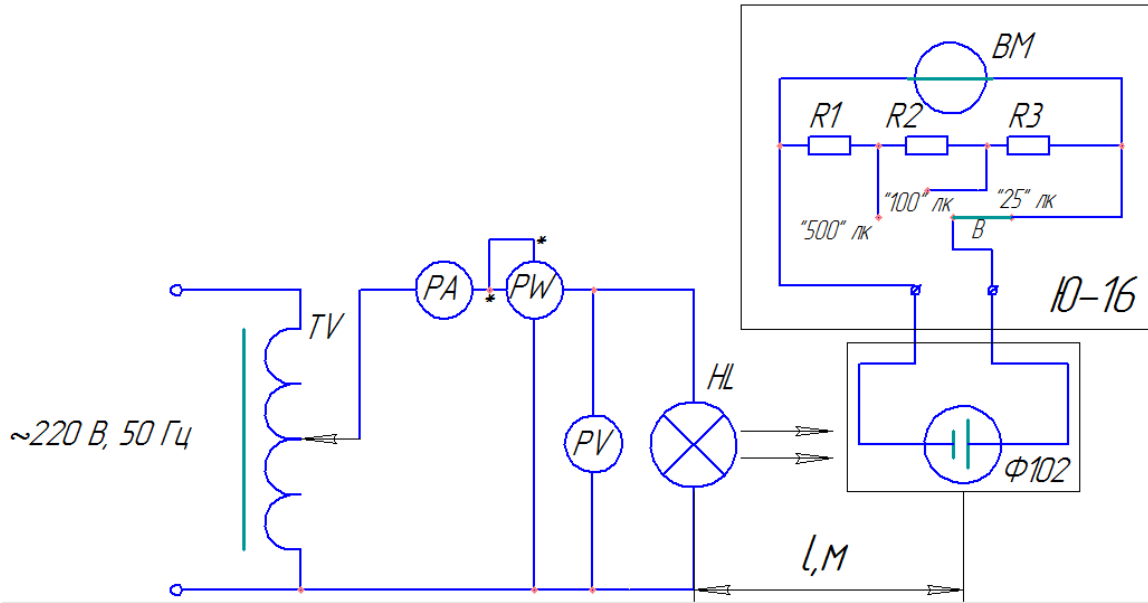 BM
R1 R2 R3
"100" лк "25" лк
"500" лк
В
* *
PA PW
Ю-16
TV
HL
~220 В, 50 Гц
PV
Ф102
l,м